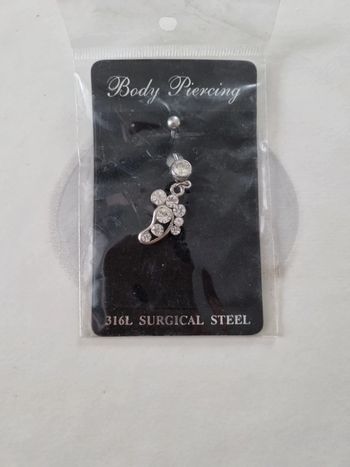 Body Piercing
316L SURGICAL STEEL